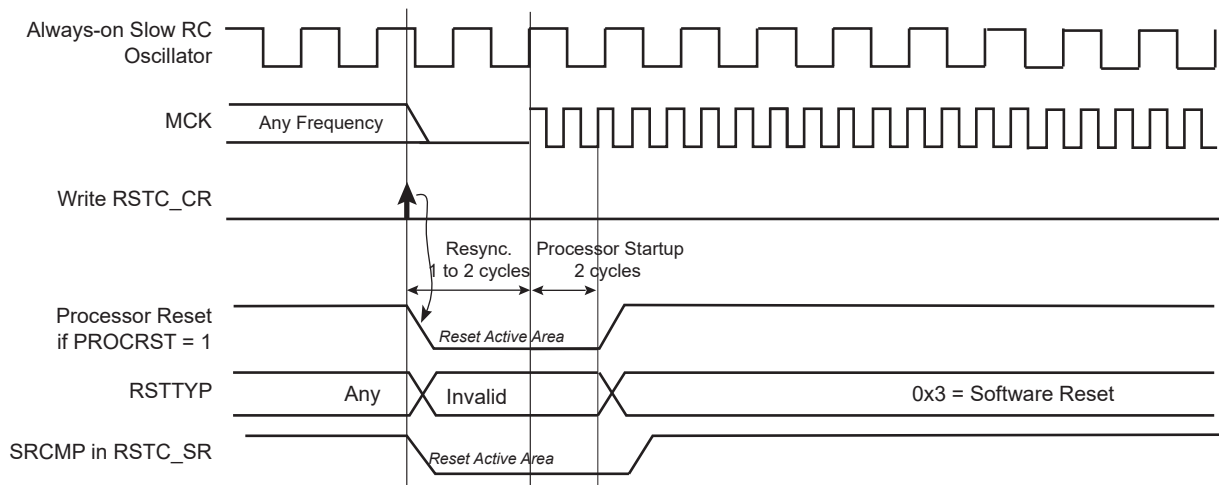 Always-on Slow RC
Oscillator
MCK
Any Frequency
Write RSTC_CR
Resync.
1 to 2 cycles
Processor Startup
2 cycles
Processor Reset
if PROCRST = 1
Reset Active Area
RSTTYP
Any
Invalid
0x3 = Software Reset
SRCMP in RSTC_SR
Reset Active Area